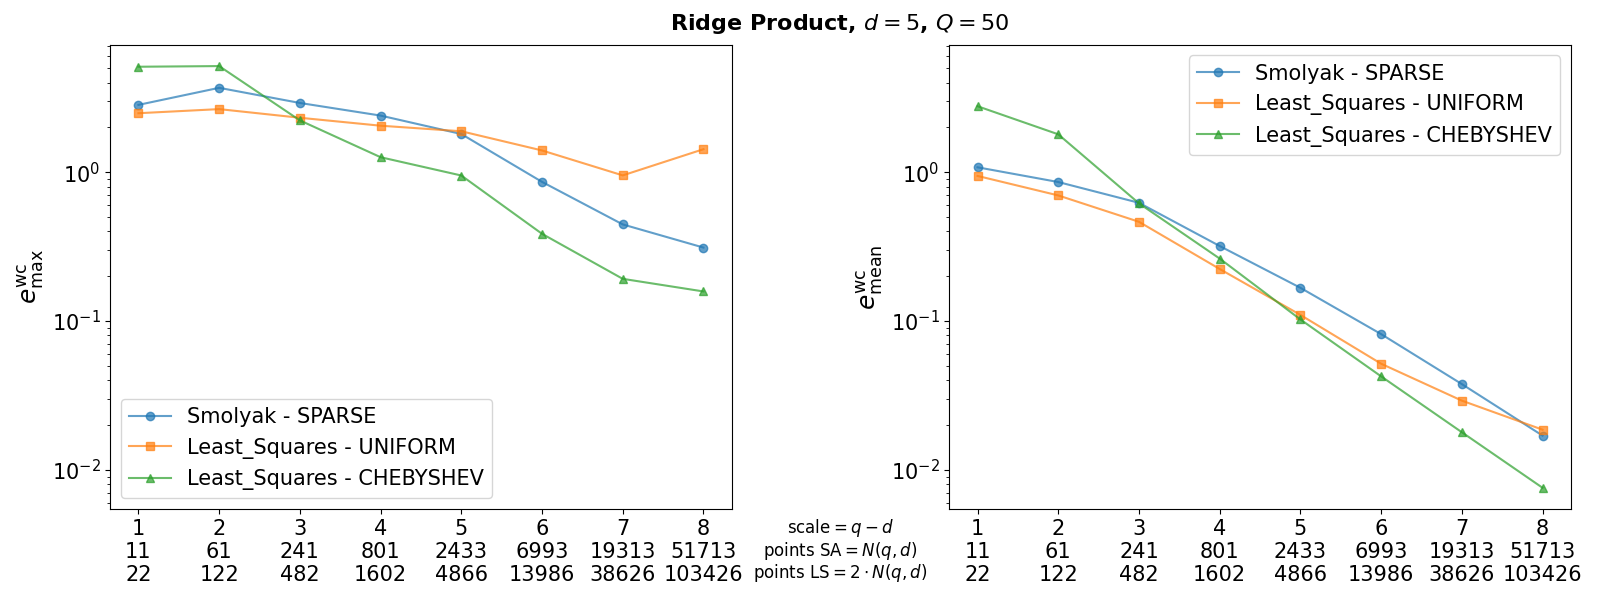 Ridge Product, d = 5, Q = 50
e^wc_max
10^0
10^-1
10^-2
Smolyak - SPARSE
Least_Squares - UNIFORM
Least_Squares - CHEBYSHEV
1 2 3 4 5 6 7 8
11 61 241 801 2433 6993 19313 51713
22 122 482 1602 4866 13986 38626 103426
scale = q − d
points SA = N(q, d)
points LS = 2 · N(q, d)
e^wc_mean
10^0
10^-1
10^-2
Smolyak - SPARSE
Least_Squares - UNIFORM
Least_Squares - CHEBYSHEV
1 2 3 4 5 6 7 8
11 61 241 801 2433 6993 19313 51713
22 122 482 1602 4866 13986 38626 103426